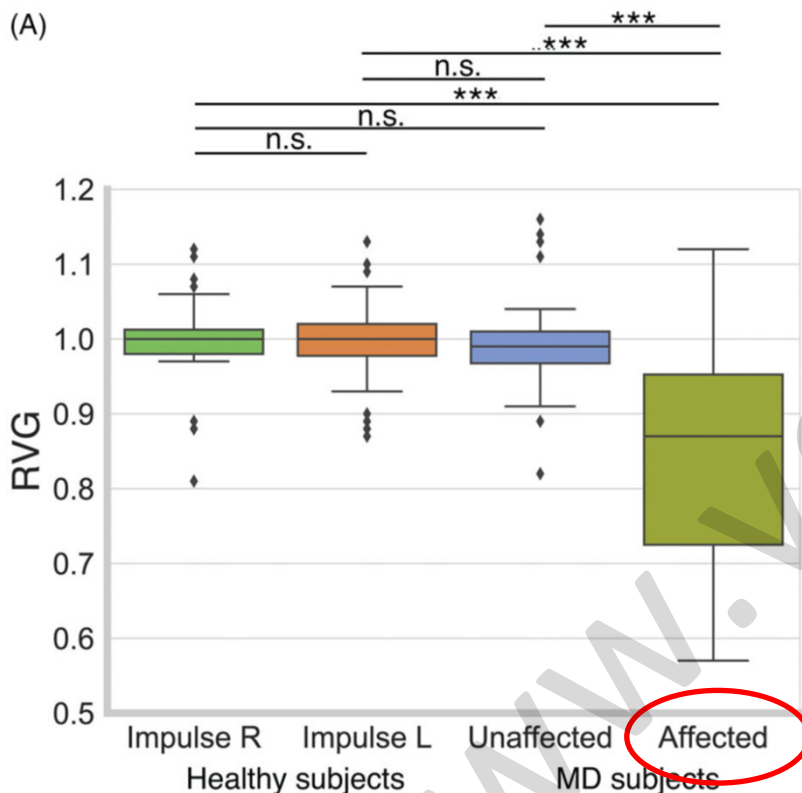 (A)
***
***
n.s.
***
n.s.
n.s.
1.2
1.1
1.0
0.9
0.8
0.7
0.6
0.5
RVG
Impulse R Impulse L Unaffected Affected
Healthy subjects MD subjects